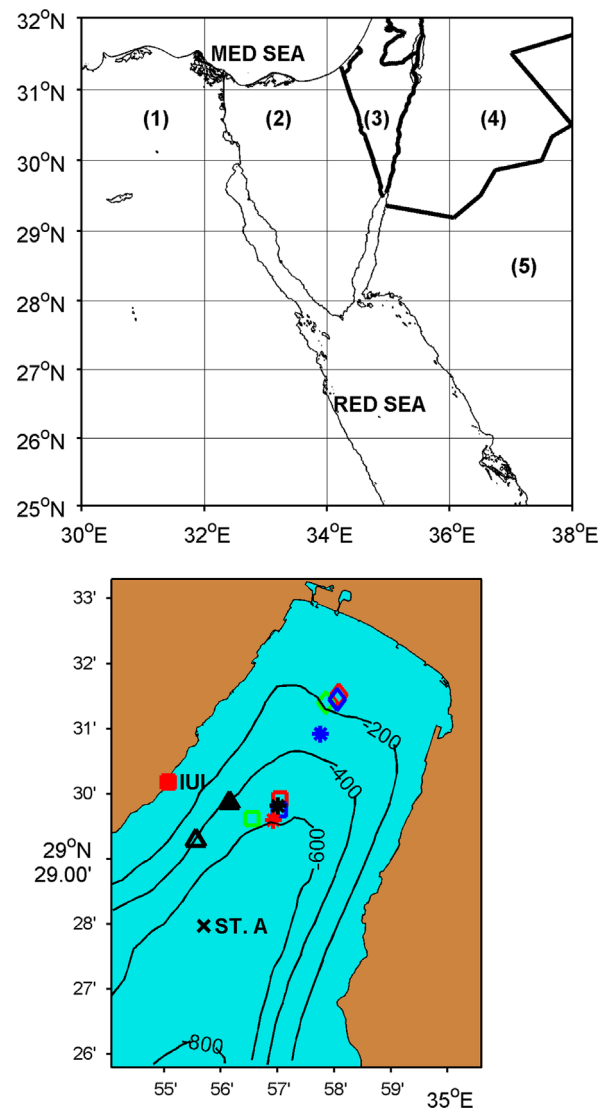 32°N
MED SEA
31°N
(1) (2) (3) (4)
30°N
29°N
(5)
28°N
27°N
RED SEA
26°N
25°N
30°E 32°E 34°E 36°E 38°E
33'
32'
31'
-200
-400
IUI
30'
-600
29°N
29.00'
28'
ST. A
27'
-800
26'
55' 56' 57' 58' 59'
35°E